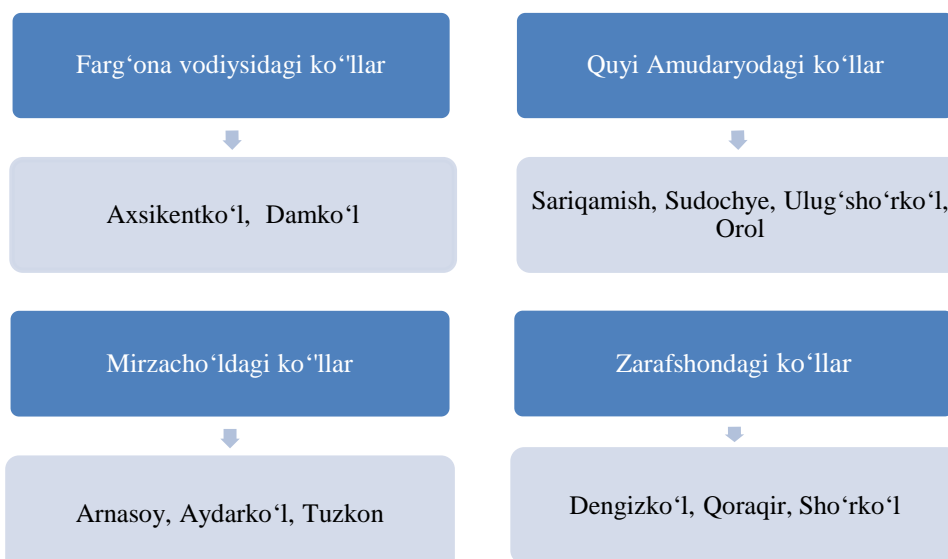 Farg‘ona vodiysidagi ko‘'llar
Axsikentko‘l, Damko‘l
Quyi Amudaryodagi ko‘llar
Sariqamish, Sudochye, Ulug‘sho‘rko‘l,
Orol
Mirzacho‘ldagi ko‘'llar
Arnasoy, Aydarko‘l, Tuzkon
Zarafshondagi ko‘llar
Dengizko‘l, Qoraqir, Sho‘rko‘l